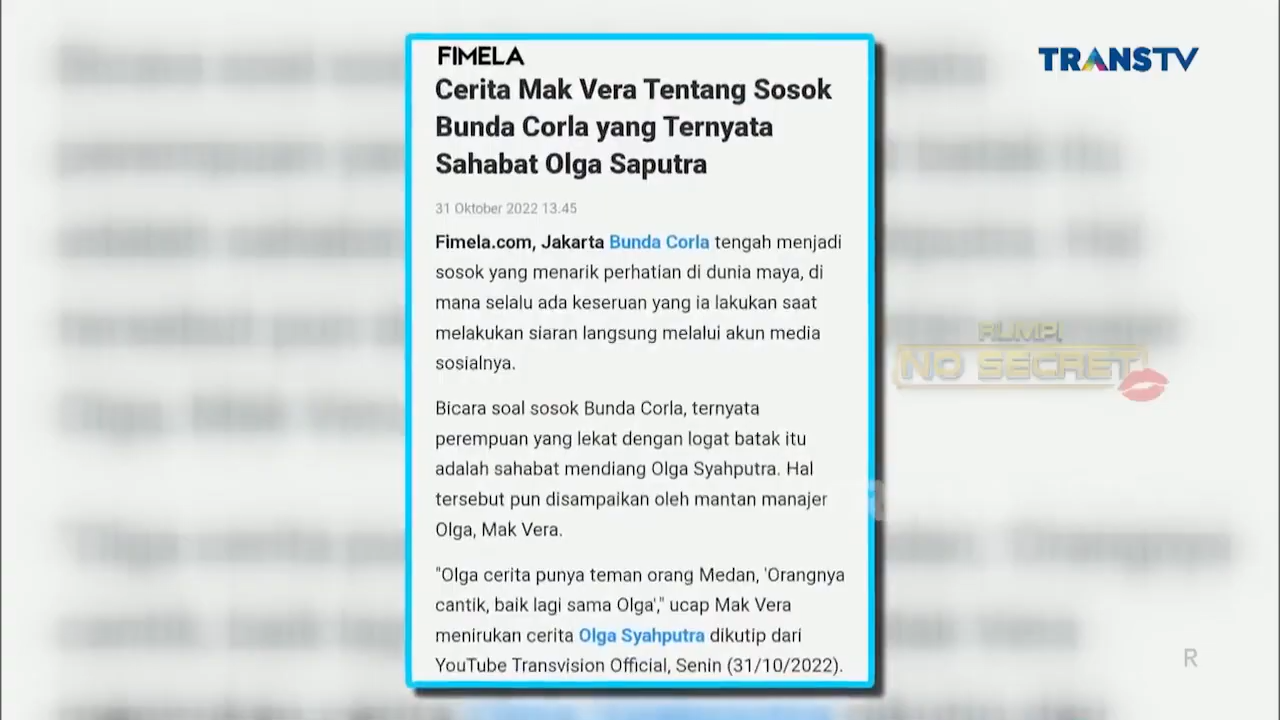 FIMELA
TRANSTV
Cerita Mak Vera Tentang Sosok
Bunda Corla yang Ternyata
Sahabat Olga Saputra
31 Oktober 2022 13.45
Fimela.com, Jakarta Bunda Corla tengah menjadi
sosok yang menarik perhatian di dunia maya, di
mana selalu ada keseruan yang ia lakukan saat
melakukan siaran langsung melalui akun media
sosialnya.
RUMPI,
NO SECRET
Bicara soal sosok Bunda Corla, ternyata
perempuan yang lekat dengan logat batak itu
adalah sahabat mendiang Olga Syahputra. Hal
tersebut pun disampaikan oleh mantan manajer
Olga, Mak Vera.
"Olga cerita punya teman orang Medan, 'Orangnya
cantik, baik lagi sama Olga'," ucap Mak Vera
menirukan cerita Olga Syahputra dikutip dari
YouTube Transvision Official, Senin (31/10/2022).
R